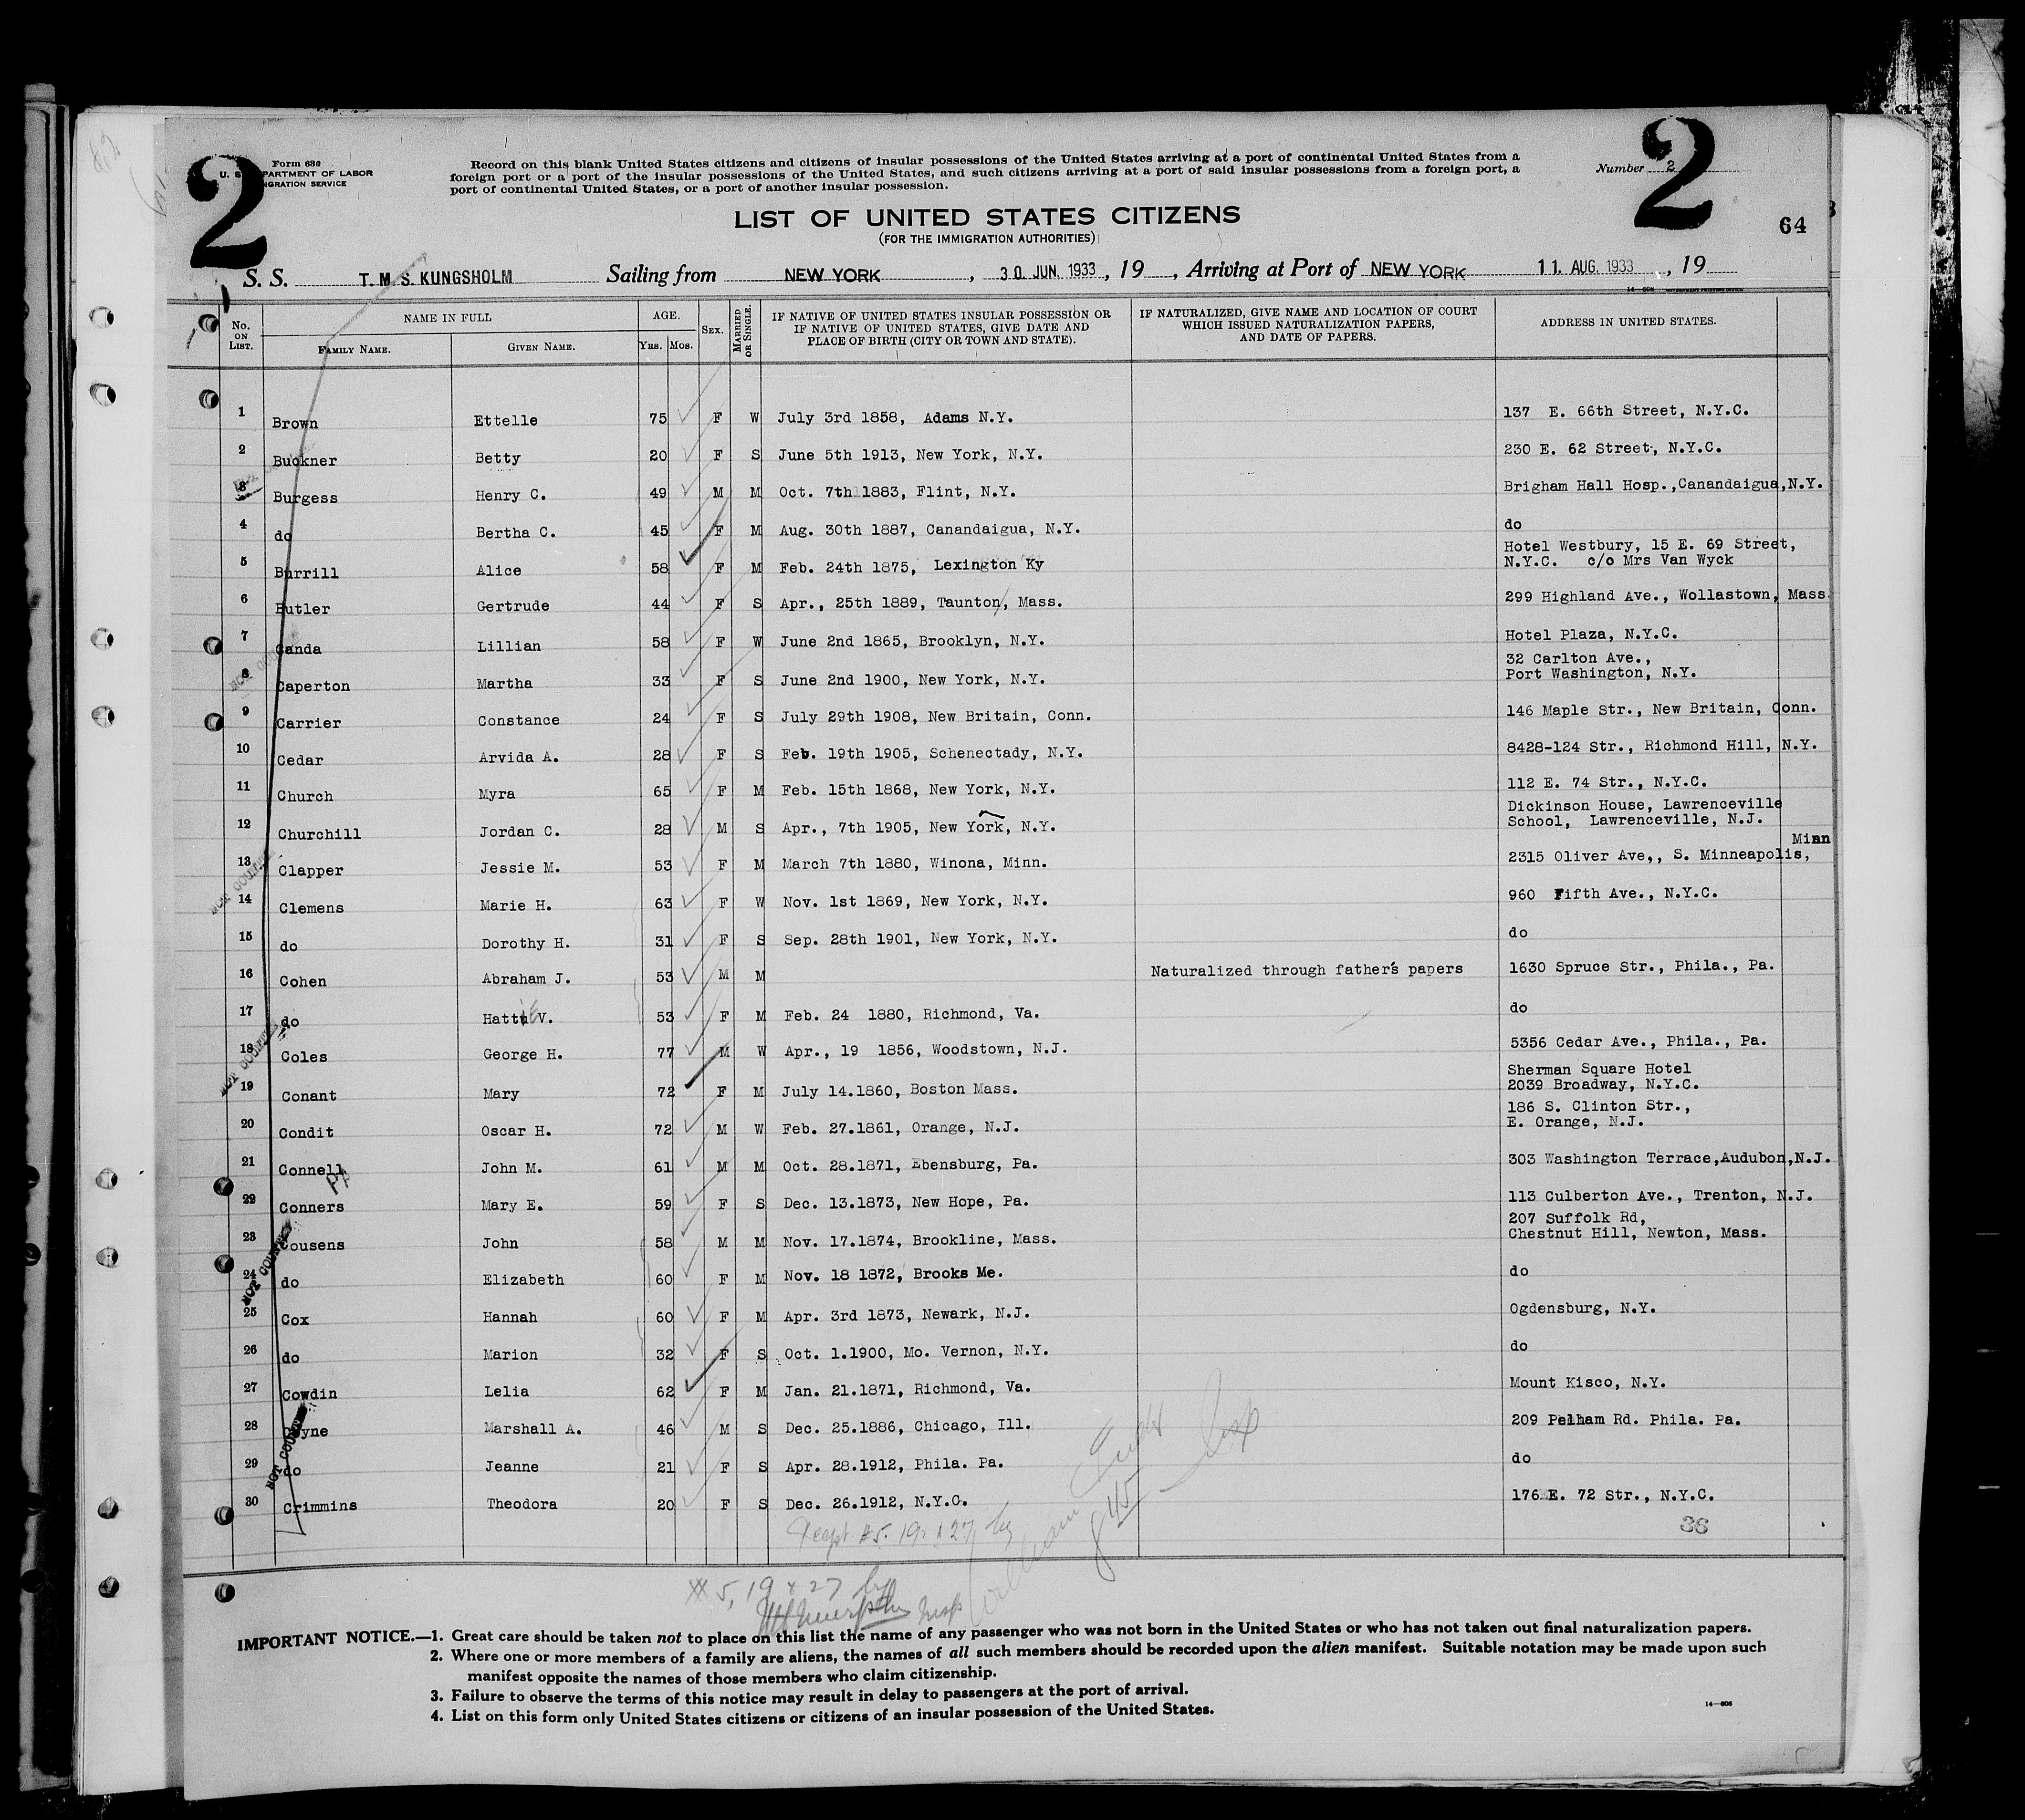 Form 630
U. S. DEPARTMENT OF LABOR
IMMIGRATION SERVICE
2
Record on this blank United States citizens and citizens of insular possessions of the United States arriving at a port of continental United States from a
foreign port or a port of the insular possessions of the United States, and such citizens arriving at a port of said insular possessions from a foreign port, a
port of continental United States, or a port of another insular possession.
Number 2
2
64
LIST OF UNITED STATES CITIZENS
(FOR THE IMMIGRATION AUTHORITIES)
S. S. T. M. S. KUNGSHOLM Sailing from NEW YORK, 30. JUN. 1933, 19, Arriving at Port of NEW YORK 11. AUG. 1933, 19
No. ON LIST. NAME IN FULL FAMILY NAME. GIVEN NAME. AGE. YRS. MOS. SEX. MARRIED OR SINGLE. IF NATIVE OF UNITED STATES INSULAR POSSESSION OR IF NATIVE OF UNITED STATES, GIVE DATE AND PLACE OF BIRTH (CITY OR TOWN AND STATE). IF NATURALIZED, GIVE NAME AND LOCATION OF COURT WHICH ISSUED NATURALIZATION PAPERS, AND DATE OF PAPERS. ADDRESS IN UNITED STATES.
1 Brown Ettelle 75 F W July 3rd 1858, Adams N.Y. 137 E. 66th Street, N.Y.C.
2 Buckner Betty 20 F S June 5th 1913, New York, N.Y. 230 E. 62 Street, N.Y.C.
3 Burgess Henry C. 49 M M Oct. 7th 1883, Flint, N.Y. Brigham Hall Hosp.,Canandaigua,N.Y.
4 do Bertha C. 45 F M Aug. 30th 1887, Canandaigua, N.Y. do
5 Burrill Alice 58 F M Feb. 24th 1875, Lexington Ky Hotel Westbury, 15 E. 69 Street,
N.Y.C. c/o Mrs Van Wyck
6 Butler Gertrude 44 F S Apr., 25th 1889, Taunton, Mass. 299 Highland Ave., Wollastown, Mass.
7 Canda Lillian 58 F W June 2nd 1865, Brooklyn, N.Y. Hotel Plaza, N.Y.C.
8 Caperton Martha 33 F S June 2nd 1900, New York, N.Y. 32 Carlton Ave.,
Port Washington, N.Y.
9 Carrier Constance 24 F S July 29th 1908, New Britain, Conn. 146 Maple Str., New Britain, Conn.
10 Cedar Arvida A. 28 F S Feb. 19th 1905, Schenectady, N.Y. 8428-124 Str., Richmond Hill, N.Y.
11 Church Myra 65 F M Feb. 15th 1868, New York, N.Y. 112 E. 74 Str., N.Y.C.
12 Churchill Jordan C. 28 M S Apr., 7th 1905, New York, N.Y. Dickinson House, Lawrenceville
School, Lawrenceville, N.J.
13 Clapper Jessie M. 53 F M March 7th 1880, Winona, Minn. 2315 Oliver Ave,, S. Minneapolis, Minn
14 Clemens Marie H. 63 F W Nov. 1st 1869, New York, N.Y. 960 Fifth Ave., N.Y.C.
15 do Dorothy H. 31 F S Sep. 28th 1901, New York, N.Y. do
16 Cohen Abraham J. 53 M M Naturalized through father's papers 1630 Spruce Str., Phila., Pa.
17 do Hattie V. 53 F M Feb. 24 1880, Richmond, Va. do
18 Coles George H. 77 M W Apr., 19 1856, Woodstown, N.J. 5356 Cedar Ave., Phila., Pa.
19 Conant Mary 72 F M July 14.1860, Boston Mass. Sherman Square Hotel
2039 Broadway, N.Y.C.
20 Condit Oscar H. 72 M W Feb. 27.1861, Orange, N.J. 186 S. Clinton Str.,
E. Orange, N.J.
21 Connell John M. 61 M M Oct. 28.1871, Ebensburg, Pa. 303 Washington Terrace,Audubon,N.J.
22 Conners Mary E. 59 F S Dec. 13.1873, New Hope, Pa. 113 Culberton Ave., Trenton, N.J.
23 Cousens John 58 M M Nov. 17.1874, Brookline, Mass. 207 Suffolk Rd,
Chestnut Hill, Newton, Mass.
24 do Elizabeth 60 F M Nov. 18 1872, Brooks Me. do
25 Cox Hannah 60 F M Apr. 3rd 1873, Newark, N.J. Ogdensburg, N.Y.
26 do Marion 32 F S Oct. 1.1900, Mo. Vernon, N.Y. do
27 Cowdin Lelia 62 F M Jan. 21.1871, Richmond, Va. Mount Kisco, N.Y.
28 Coyne Marshall A. 46 M S Dec. 25.1886, Chicago, Ill. 209 Pelham Rd. Phila. Pa.
29 do Jeanne 21 F S Apr. 28.1912, Phila. Pa. do
30 Crimmins Theodora 20 F S Dec. 26.1912, N.Y.C. 176 E. 72 Str., N.Y.C.
36
NOT COUNTED
NOT COUNTED
NOT COUNTED
NOT COUNTED
NOT COUNTED
Except #5. 19. & 27 by
Insp
# 5, 19 & 27 by
Insp
IMPORTANT NOTICE.—1. Great care should be taken not to place on this list the name of any passenger who was not born in the United States or who has not taken out final naturalization papers.
2. Where one or more members of a family are aliens, the names of all such members should be recorded upon the alien manifest. Suitable notation may be made upon such
manifest opposite the names of those members who claim citizenship.
3. Failure to observe the terms of this notice may result in delay to passengers at the port of arrival.
4. List on this form only United States citizens or citizens of an insular possession of the United States.
14—608